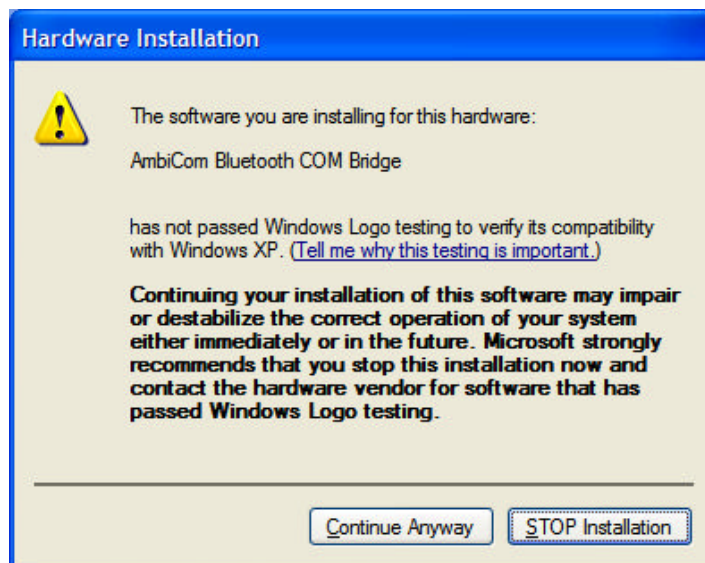 Hardware Installation
The software you are installing for this hardware:
AmbiCom Bluetooth COM Bridge
has not passed Windows Logo testing to verify its compatibility
with Windows XP. (Tell me why this testing is important.)
Continuing your installation of this software may impair
or destabilize the correct operation of your system
either immediately or in the future. Microsoft strongly
recommends that you stop this installation now and
contact the hardware vendor for software that has
passed Windows Logo testing.
Continue Anyway
STOP Installation